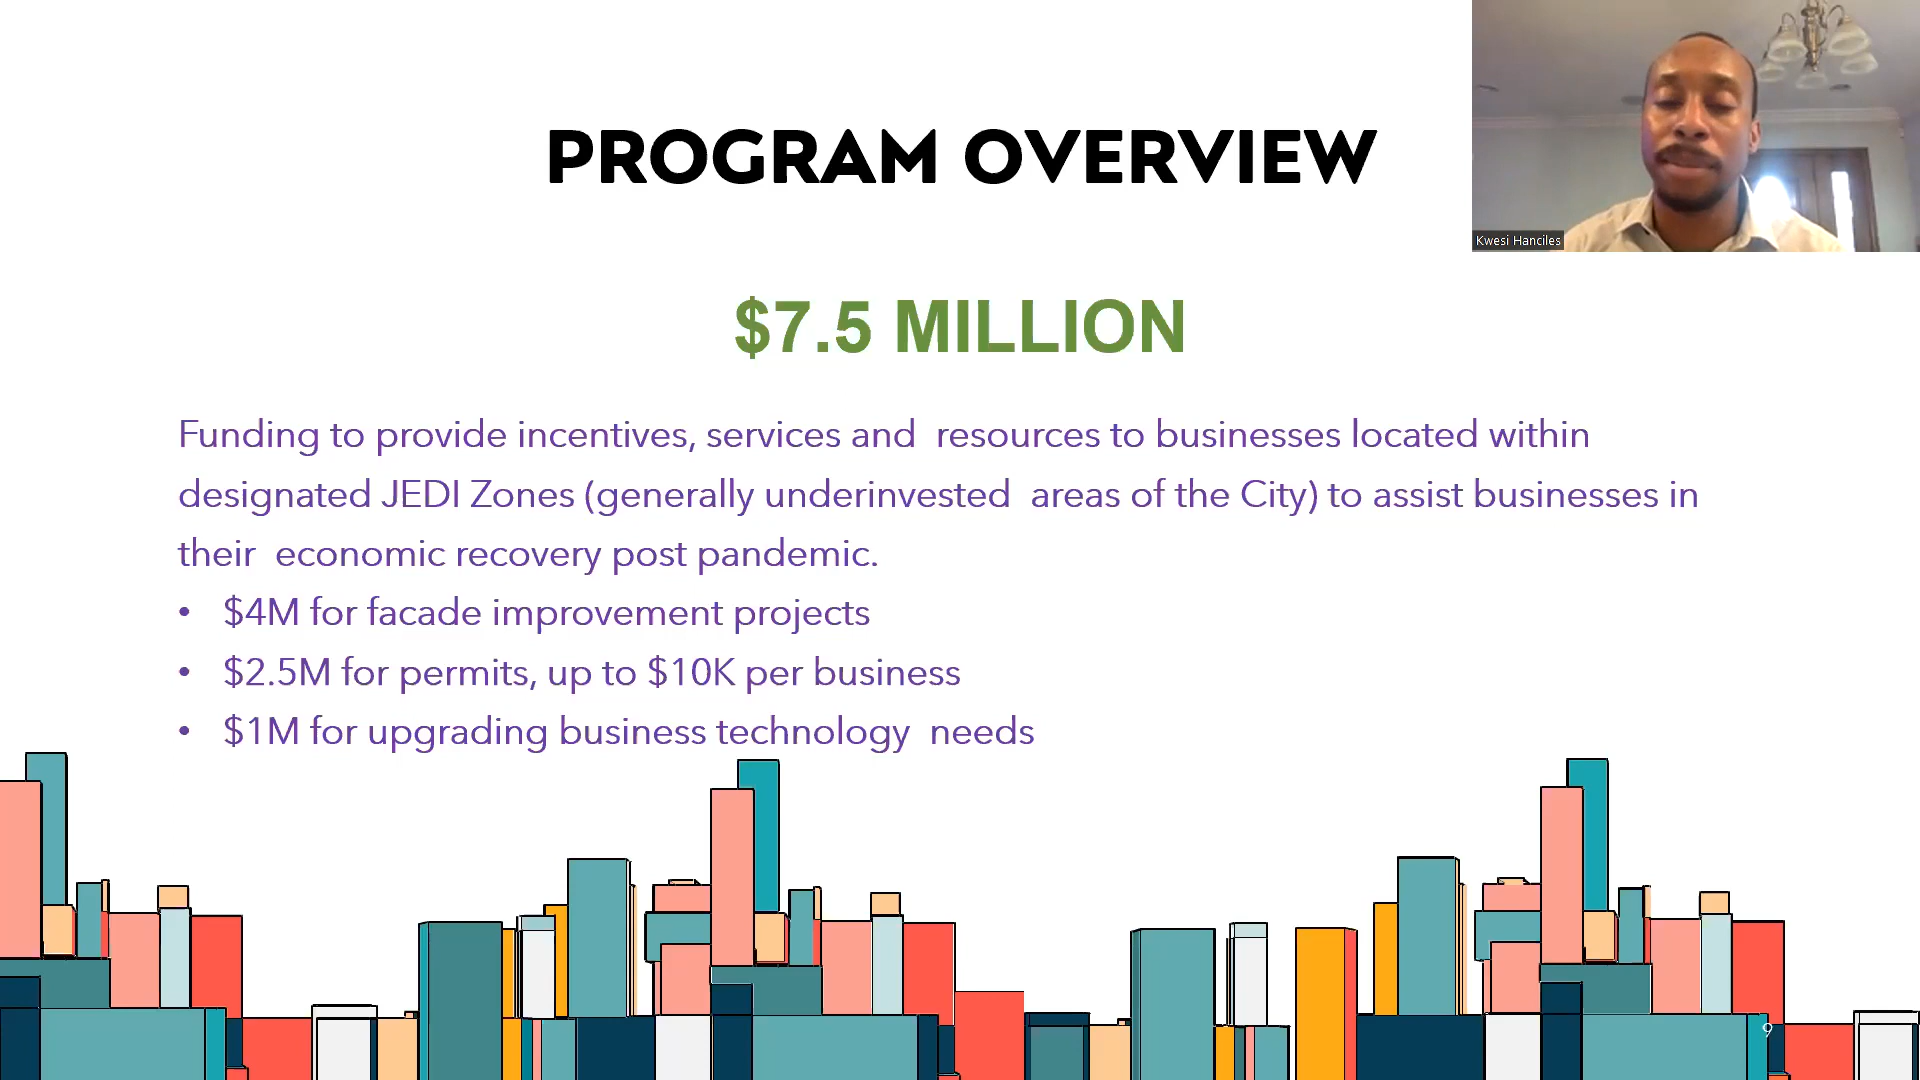 PROGRAM OVERVIEW
Kwesi Hanciles
$7.5 MILLION
Funding to provide incentives, services and resources to businesses located within
designated JEDI Zones (generally underinvested areas of the City) to assist businesses in
their economic recovery post pandemic.
• $4M for facade improvement projects
• $2.5M for permits, up to $10K per business
• $1M for upgrading business technology needs
9